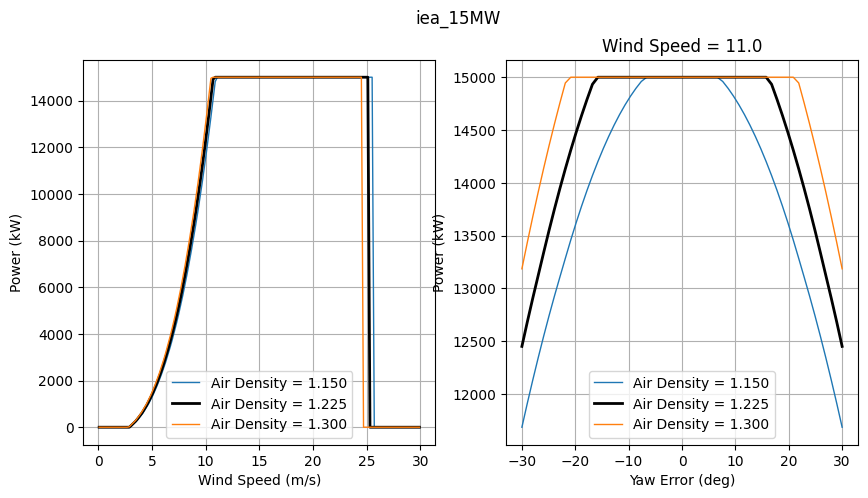 iea_15MW
Power (kW)
14000
12000
10000
8000
6000
4000
2000
0
0
5
10
15
20
25
30
Wind Speed (m/s)
Air Density = 1.150
Air Density = 1.225
Air Density = 1.300
Wind Speed = 11.0
Power (kW)
15000
14500
14000
13500
13000
12500
12000
−30
−20
−10
0
10
20
30
Yaw Error (deg)
Air Density = 1.150
Air Density = 1.225
Air Density = 1.300